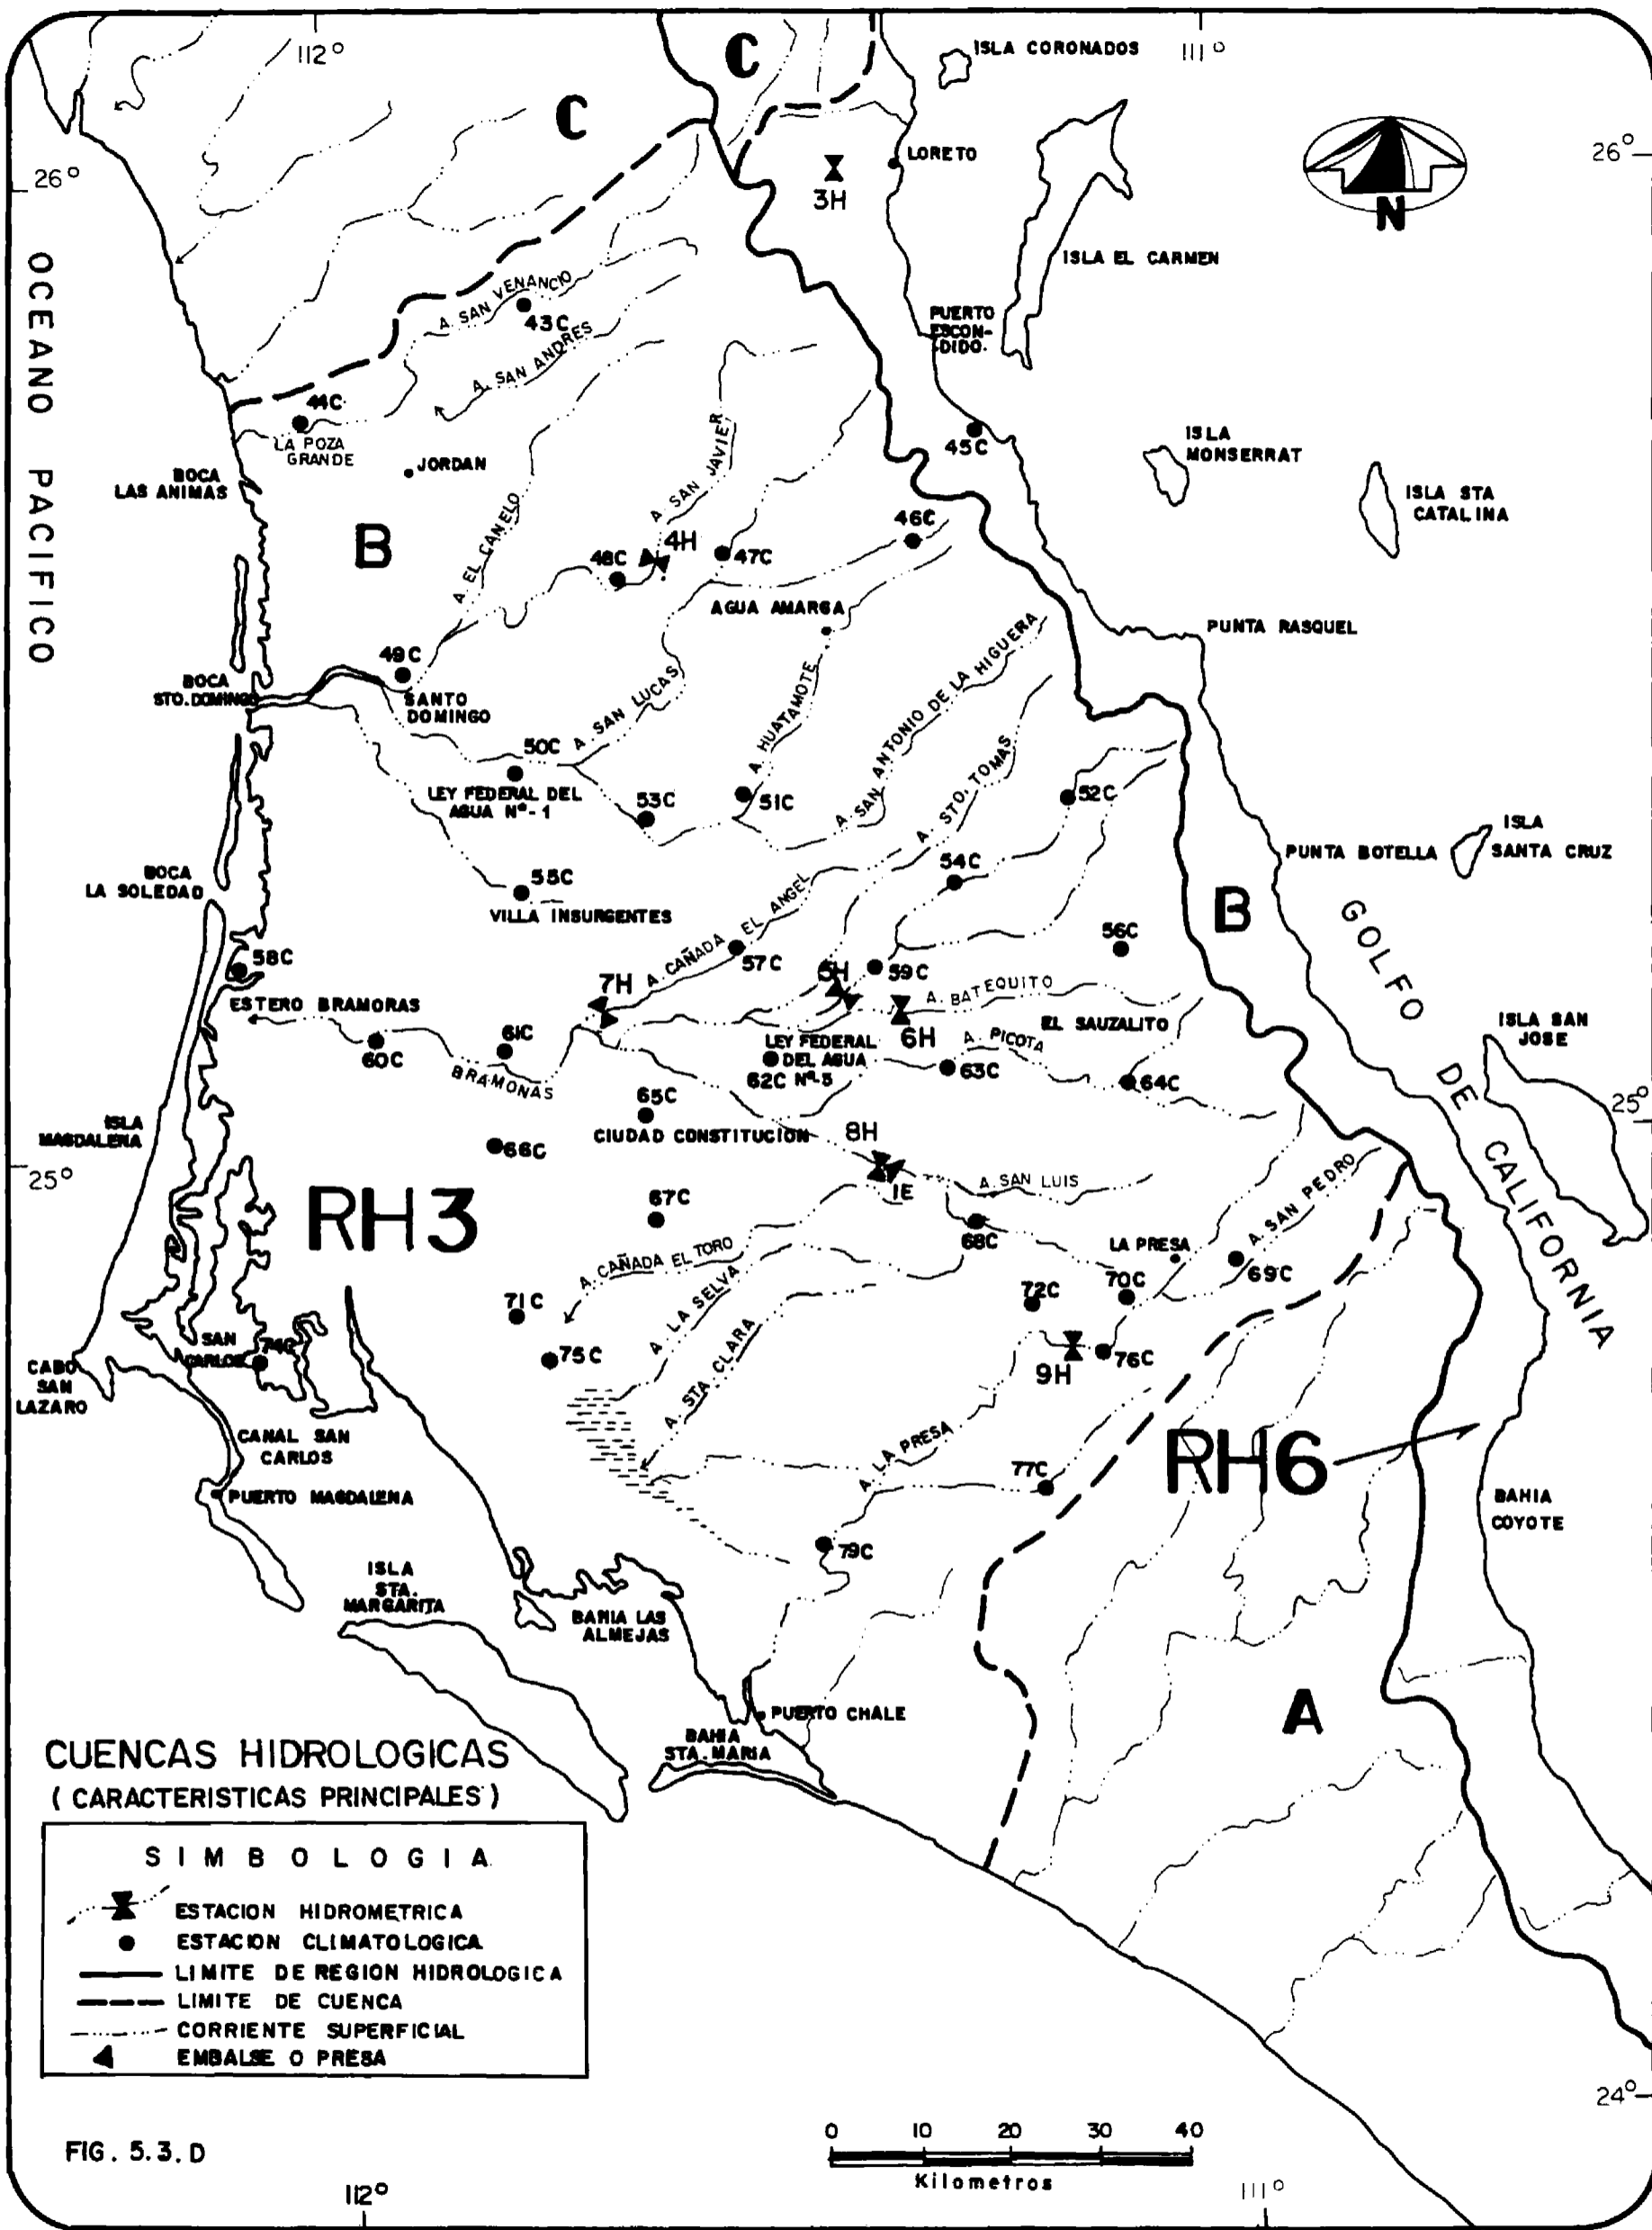 112°
111°
C
C
ISLA CORONADOS
26°
26°
LORETO
3H
N
ISLA EL CARMEN
OCEANO PACIFICO
A. SAN VENANCIO
43C
A. SAN ANDRES
PUERTO
ESCON-
DIDO.
44C
LA POZA
GRANDE
JORDAN
BOCA
LAS ANIMAS
A. SAN JAVIER
45C
ISLA
MONSERRAT
ISLA STA
CATALINA
B
A. EL CANELO
48C
4H
47C
46C
AGUA AMARGA
PUNTA RASQUEL
49C
BOCA
STO. DOMINGO
SANTO
DOMINGO
A. SAN LUCAS
A HUATAMOTE
A. SAN ANTONIO DE LA HIGUERA
A. STO. TOMAS
50C
LEY FEDERAL DEL
AGUA Nº-1
53C
51C
52C
54C
ISLA
SANTA CRUZ
PUNTA BOTELLA
BOCA
LA SOLEDAD
55C
VILLA INSURGENTES
B
GOLFO DE CALIFORNIA
58C
A. CAÑADA EL ANGEL
57C
56C
ESTERO BRAMORAS
7H
5H
59C
A. BATEQUITO
6H
EL SAUZALITO
ISLA SAN
JOSE
60C
61C
BRAMONAS
LEY FEDERAL
DEL AGUA
62C Nº-5
A. PICOTA
63C
64C
65C
CIUDAD CONSTITUCION
8H
25°
ISLA
MAGDALENA
66C
25°
1E
A. SAN LUIS
A. SAN PEDRO
RH3
67C
68C
LA PRESA
69C
A. CAÑADA EL TORO
A. LA SELVA
A. STA. CLARA
70C
72C
71C
75C
SAN
CARLOS
74C
CABO
SAN
LAZARO
9H
76C
CANAL SAN
CARLOS
A. LA PRESA
RH6
77C
PUERTO MAGDALENA
BAHIA
COYOTE
79C
ISLA
STA.
MARGARITA
BAHIA LAS
ALMEJAS
PUERTO CHALE
BAHIA
STA. MARIA
A
CUENCAS HIDROLOGICAS
( CARACTERISTICAS PRINCIPALES )
SIMBOLOGIA
ESTACION HIDROMETRICA
ESTACION CLIMATOLOGICA
LIMITE DE REGION HIDROLOGICA
LIMITE DE CUENCA
CORRIENTE SUPERFICIAL
EMBALSE O PRESA
24°
FIG. 5.3. D
0 10 20 30 40
Kilometros
112°
111°